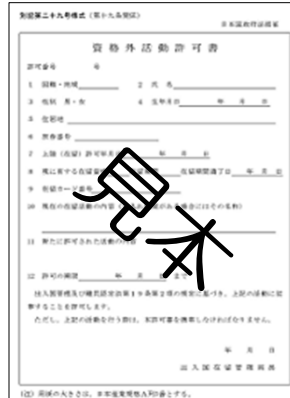 別記第二十九号様式（第十九条関係）
日本国政府法務省
資格外活動許可書
許可番号 号
1 国籍・地域 2 氏名
3 性別 男・女 4 生年月日 年 月 日
5 住居地
6 旅券番号
7 上陸（在留）許可年月日 年 月 日
8 現に有する在留資格 在留期間 在留期間満了日 年 月 日
9 在留カード番号
10 現在の在留活動の内容
11 新たに許可された活動の内容
12 許可の期限 年 月 日まで
出入国管理及び難民認定法第19条第2項の規定に基づき、上記の活動に従
事することを許可します。
ただし、上記の活動を行う際は、本許可書を携帯しなければなりません。
年 月 日
出入国在留管理局長
（注）用紙の大きさは、日本産業規格A列5番とする。
見本